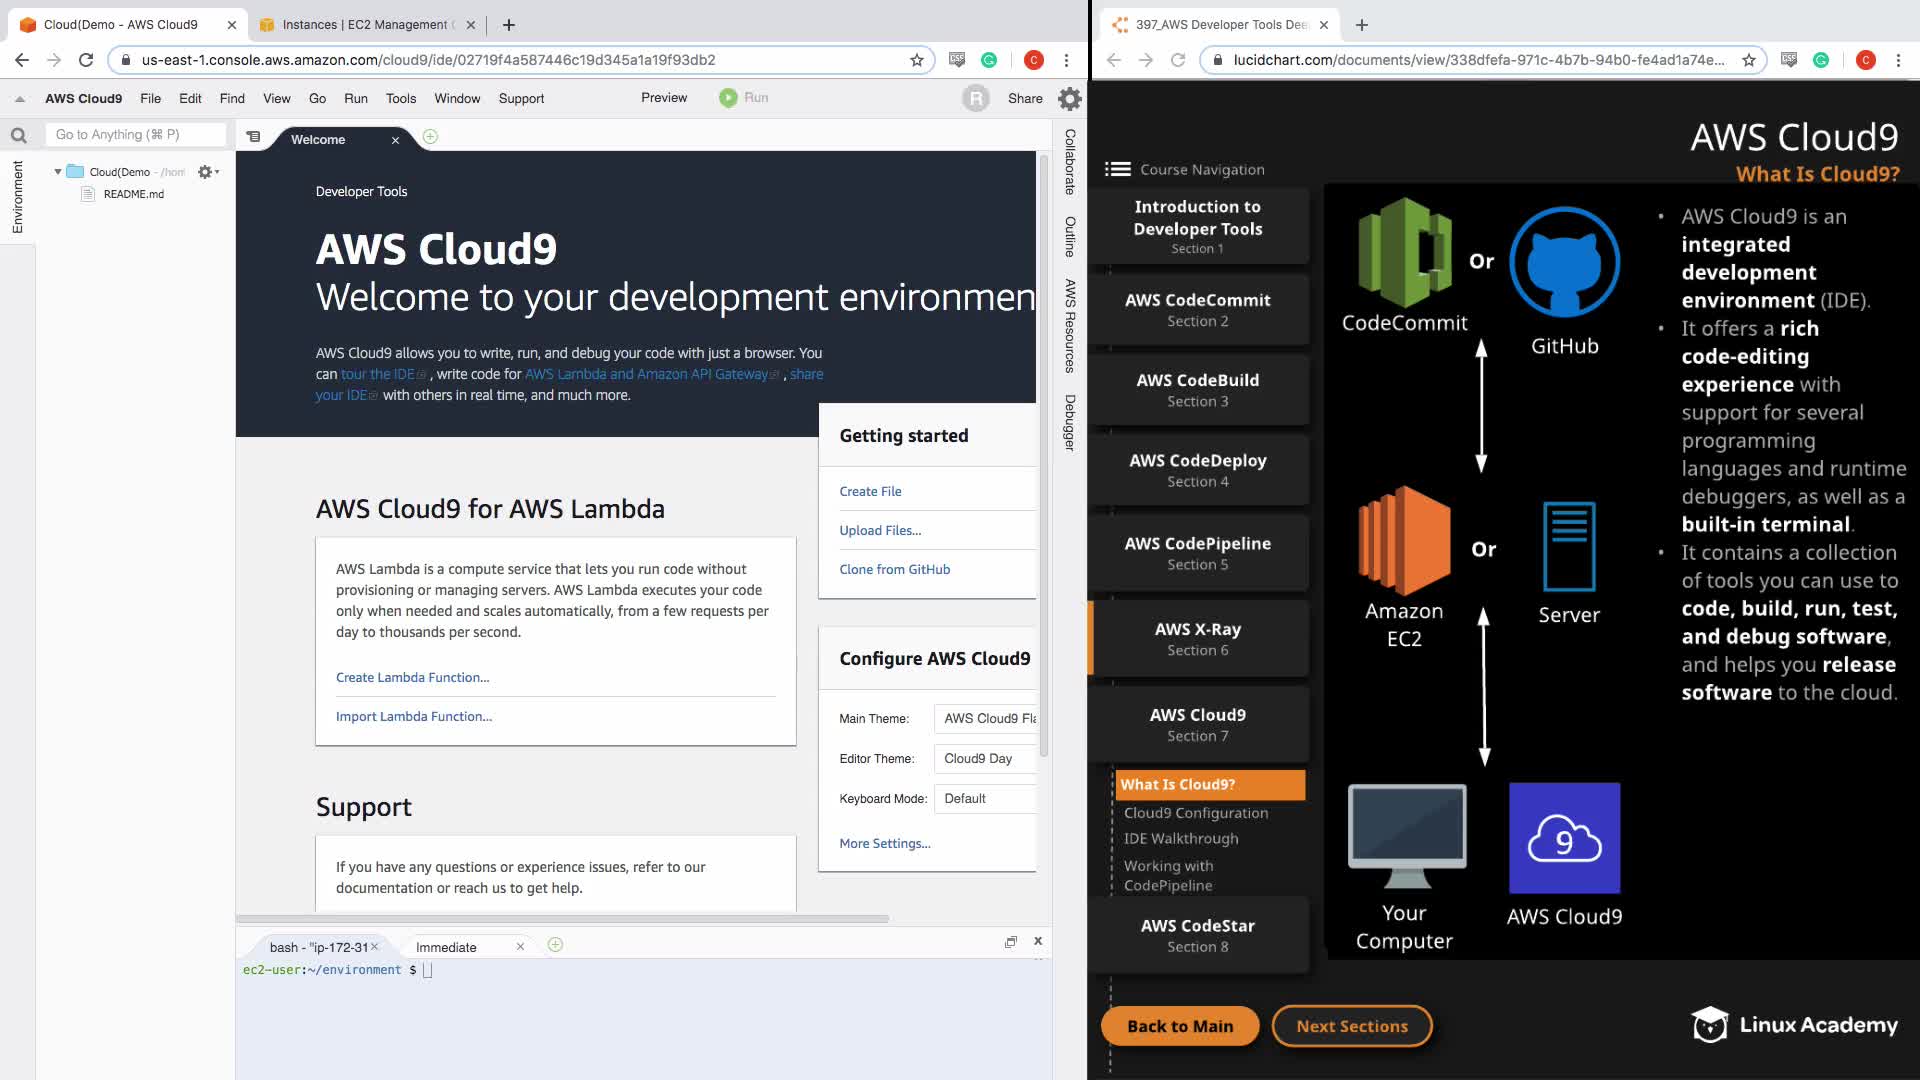 Cloud(Demo - AWS Cloud9
Instances | EC2 Management
us-east-1.console.aws.amazon.com/cloud9/ide/02719f4a587446c19d345a1a19f93db2
C
AWS Cloud9 File Edit Find View Go Run Tools Window Support Preview Run R Share
Go to Anything (⌘ P)
Welcome
Environment
Cloud(Demo - /hom
README.md
Developer Tools
AWS Cloud9
Welcome to your development environmen
AWS Cloud9 allows you to write, run, and debug your code with just a browser. You
can tour the IDE , write code for AWS Lambda and Amazon API Gateway , share
your IDE with others in real time, and much more.
Getting started
Create File
Upload Files...
Clone from GitHub
AWS Cloud9 for AWS Lambda
AWS Lambda is a compute service that lets you run code without
provisioning or managing servers. AWS Lambda executes your code
only when needed and scales automatically, from a few requests per
day to thousands per second.
Create Lambda Function...
Import Lambda Function...
Configure AWS Cloud9
Main Theme: AWS Cloud9 Fla
Editor Theme: Cloud9 Day
Keyboard Mode: Default
More Settings...
Support
If you have any questions or experience issues, refer to our
documentation or reach us to get help.
Collaborate
Outline
AWS Resources
Debugger
bash - "ip-172-31
Immediate
ec2-user:~/environment $
397_AWS Developer Tools Dee
lucidchart.com/documents/view/338dfefa-971c-4b7b-94b0-fe4ad1a74e...
C
AWS Cloud9
What Is Cloud9?
Course Navigation
Introduction to
Developer Tools
Section 1
AWS CodeCommit
Section 2
AWS CodeBuild
Section 3
AWS CodeDeploy
Section 4
AWS CodePipeline
Section 5
AWS X-Ray
Section 6
AWS Cloud9
Section 7
What Is Cloud9?
Cloud9 Configuration
IDE Walkthrough
Working with
CodePipeline
AWS CodeStar
Section 8
Back to Main
Next Sections
CodeCommit
Or
GitHub
Amazon
EC2
Or
Server
Your
Computer
9
AWS Cloud9
• AWS Cloud9 is an
integrated
development
environment (IDE).
• It offers a rich
code-editing
experience with
support for several
programming
languages and runtime
debuggers, as well as a
built-in terminal.
• It contains a collection
of tools you can use to
code, build, run, test,
and debug software,
and helps you release
software to the cloud.
Linux Academy